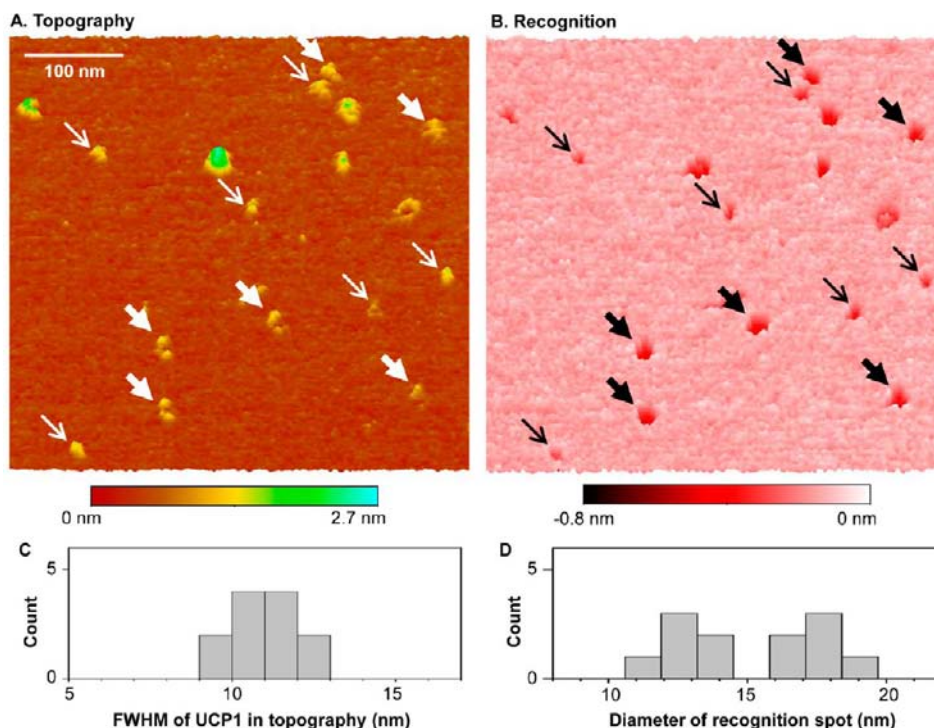 A. Topography
B. Recognition
100 nm
0 nm
2.7 nm
-0.8 nm
0 nm
C
5
0
Count
5
10
15
FWHM of UCP1 in topography (nm)
D
5
0
Count
10
15
20
Diameter of recognition spot (nm)